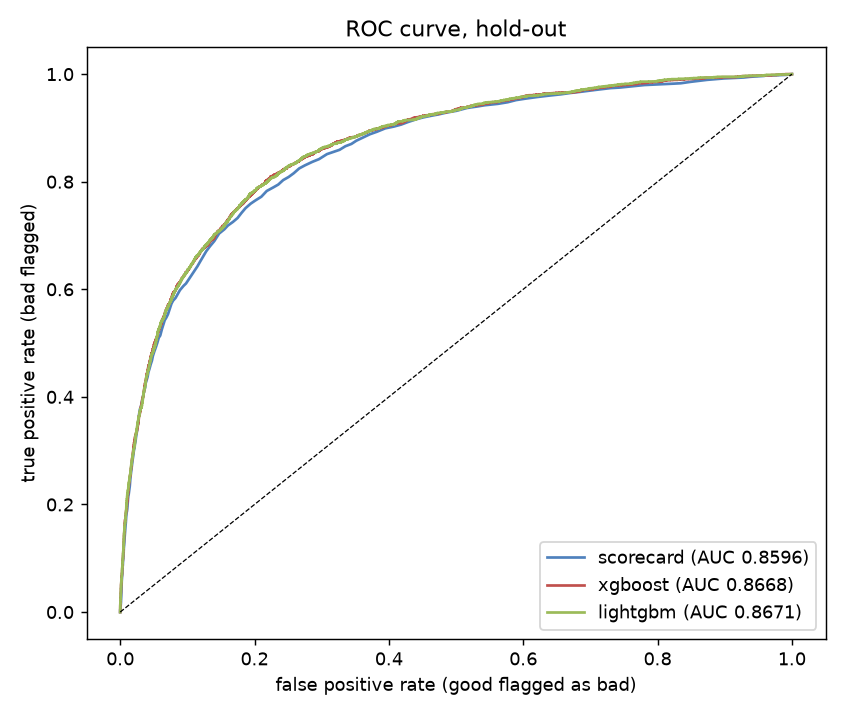 ROC curve, hold-out
true positive rate (bad flagged)
1.0
0.8
0.6
0.4
0.2
0.0
0.0 0.2 0.4 0.6 0.8 1.0
false positive rate (good flagged as bad)
scorecard (AUC 0.8596)
xgboost (AUC 0.8668)
lightgbm (AUC 0.8671)